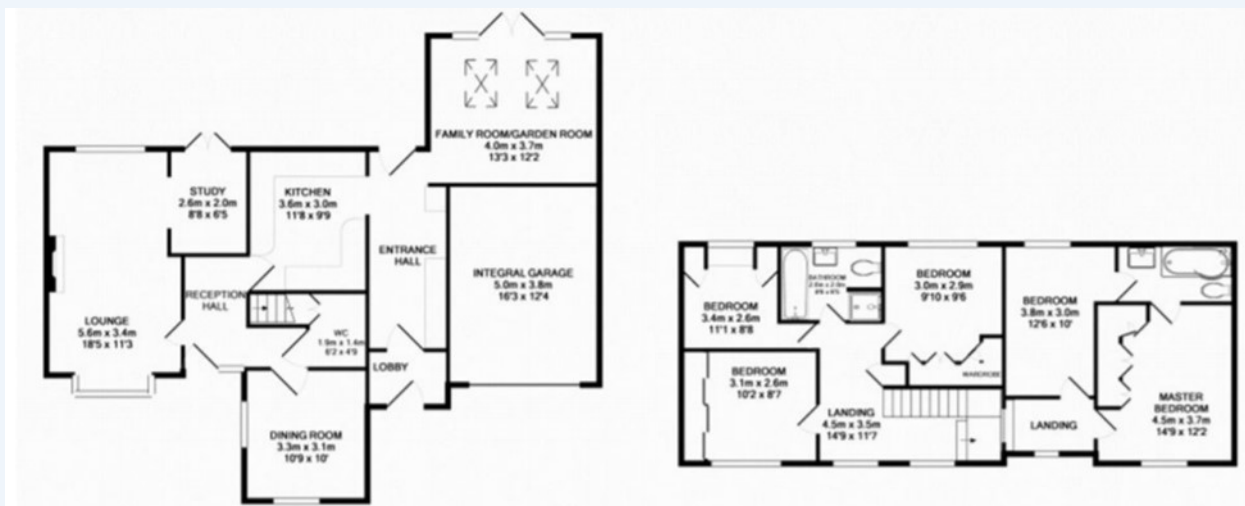 FAMILY ROOM/GARDEN ROOM
4.0m x 3.7m
13'3 x 12'2
STUDY
2.6m x 2.0m
8'8 x 6'5
KITCHEN
3.6m x 3.0m
11'8 x 9'9
ENTRANCE
HALL
INTEGRAL GARAGE
5.0m x 3.8m
16'3 x 12'4
RECEPTION
HALL
LOUNGE
5.6m x 3.4m
18'5 x 11'3
WC
1.9m x 1.4m
6'2 x 4'9
LOBBY
DINING ROOM
3.3m x 3.1m
10'9 x 10'
BEDROOM
3.4m x 2.6m
11'1 x 8'8
BATHROOM
BEDROOM
3.0m x 2.9m
9'10 x 9'6
BEDROOM
3.8m x 3.0m
12'6 x 10'
WARDROBE
BEDROOM
3.1m x 2.6m
10'2 x 8'7
LANDING
4.5m x 3.5m
14'9 x 11'7
LANDING
MASTER
BEDROOM
4.5m x 3.7m
14'9 x 12'2